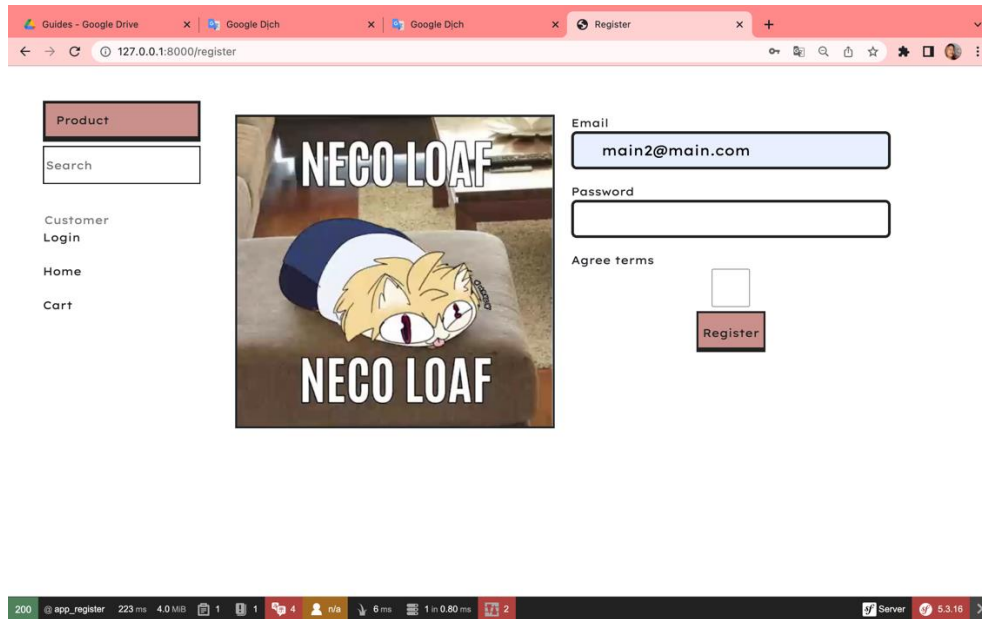 Guides - Google Drive
Google Dịch
Google Dịch
Register
127.0.0.1:8000/register
Product
Search
Customer
Login
Home
Cart
NECO LOAF
NECO LOAF
Email
main2@main.com
Password
Agree terms
Register
200 @ app_register 223 ms 4.0 MiB 1 1 4 n/a 6 ms 1 in 0.80 ms 2 sf Server sf 5.3.16